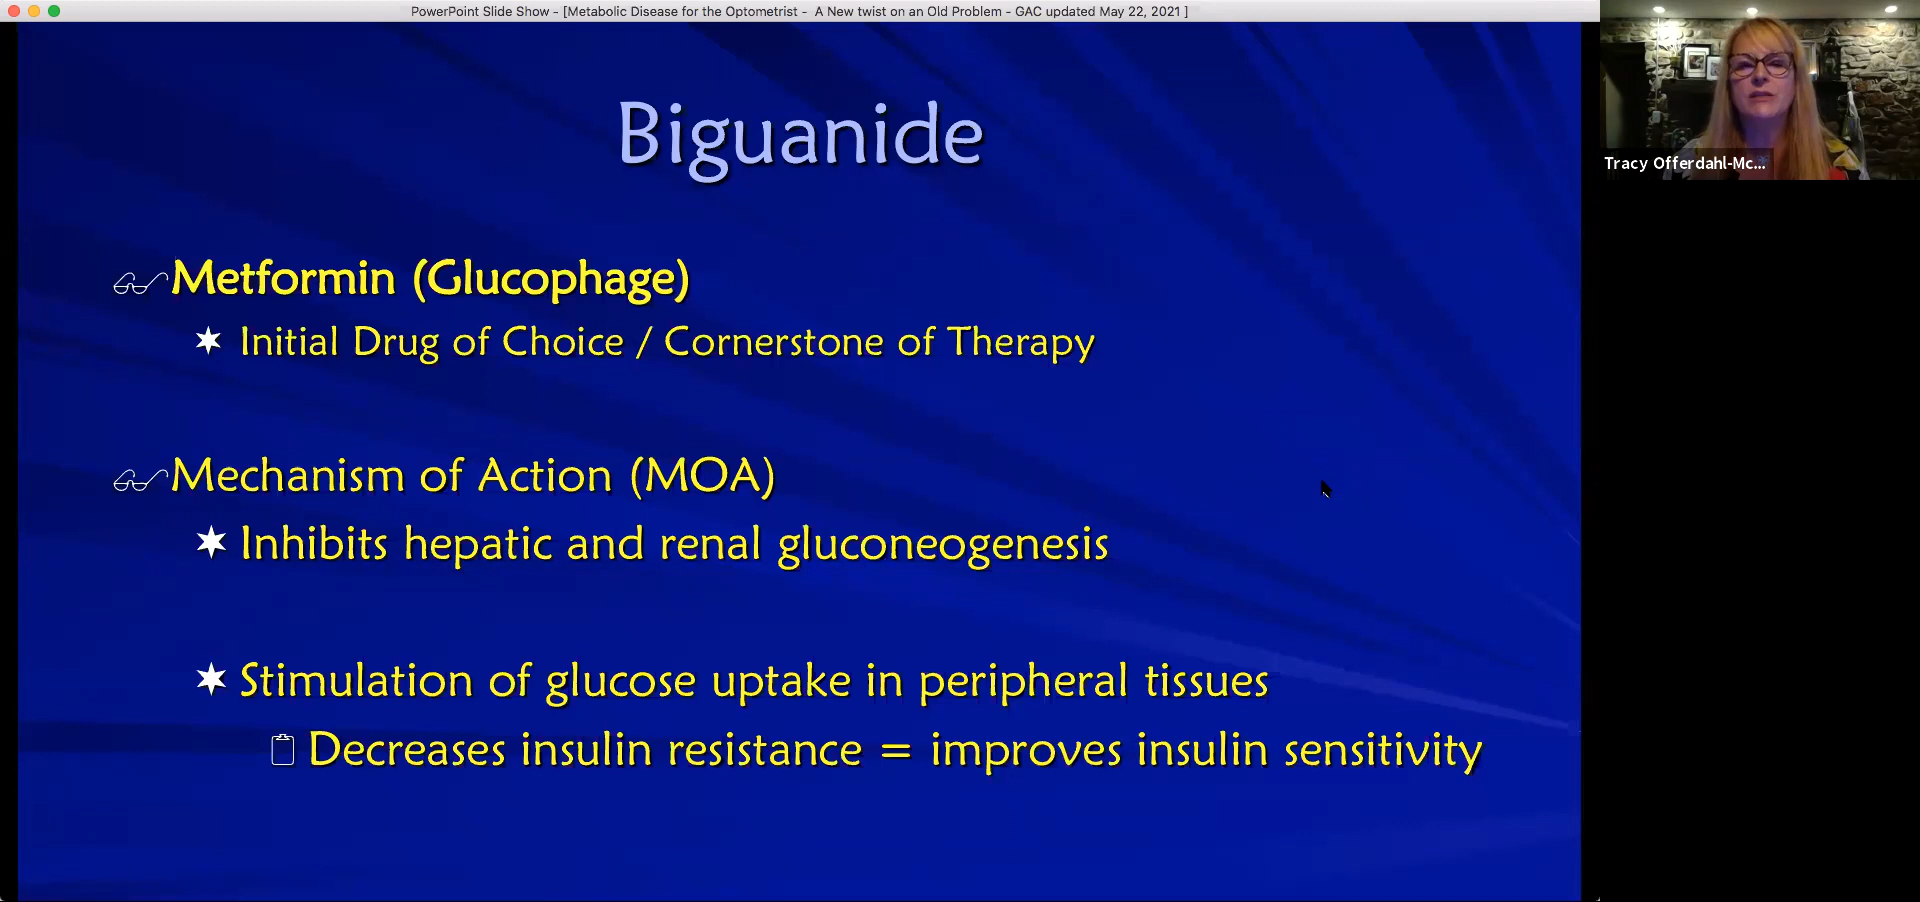 PowerPoint Slide Show - [Metabolic Disease for the Optometrist - A New twist on an Old Problem - GAC updated May 22, 2021 ]
Biguanide
Metformin (Glucophage)
Initial Drug of Choice / Cornerstone of Therapy
Mechanism of Action (MOA)
Inhibits hepatic and renal gluconeogenesis
Stimulation of glucose uptake in peripheral tissues
Decreases insulin resistance = improves insulin sensitivity
Tracy Offerdahl-Mc...